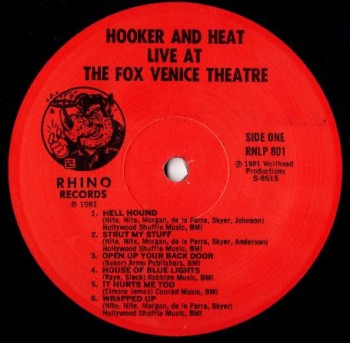 HOOKER AND HEAT
LIVE AT
THE FOX VENICE THEATRE
SIDE ONE
RNLP 801
℗ 1981 Wolfhead
Productions
S-8515
RHINO
RECORDS
℗ 1981
1. HELL HOUND
(Hite, Hite, Morgan, de la Parra, Skyer, Johnson)
Hollywood Shuffle Music, BMI
2. STRUT MY STUFF
(Hite, Hite, Morgan, de la Parra, Skyer, Anderson)
Hollywood Shuffle Music, BMI
3. OPEN UP YOUR BACK DOOR
(Baker) Armo Publishers, BMI
4. HOUSE OF BLUE LIGHTS
(Raye, Slack) Robbins Music, BMI
5. IT HURTS ME TOO
(Elmore James) Conrad Music, BMI
6. WRAPPED UP
(Hite, Hite, Morgan, de la Parra, Skyer)
Hollywood Shuffle Music, BMI